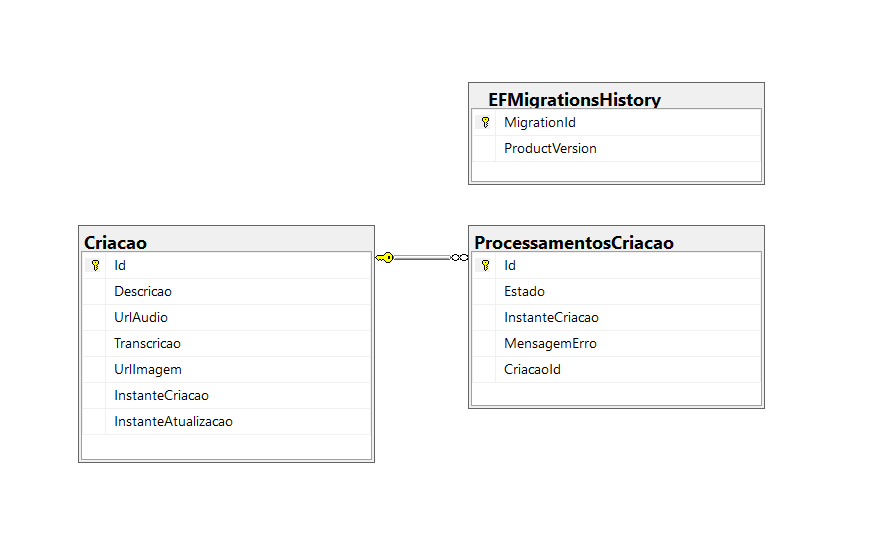 EFMigrationsHistory
MigrationId
ProductVersion
Criacao
Id
Descricao
UrlAudio
Transcricao
UrlImagem
InstanteCriacao
InstanteAtualizacao
ProcessamentosCriacao
Id
Estado
InstanteCriacao
MensagemErro
CriacaoId